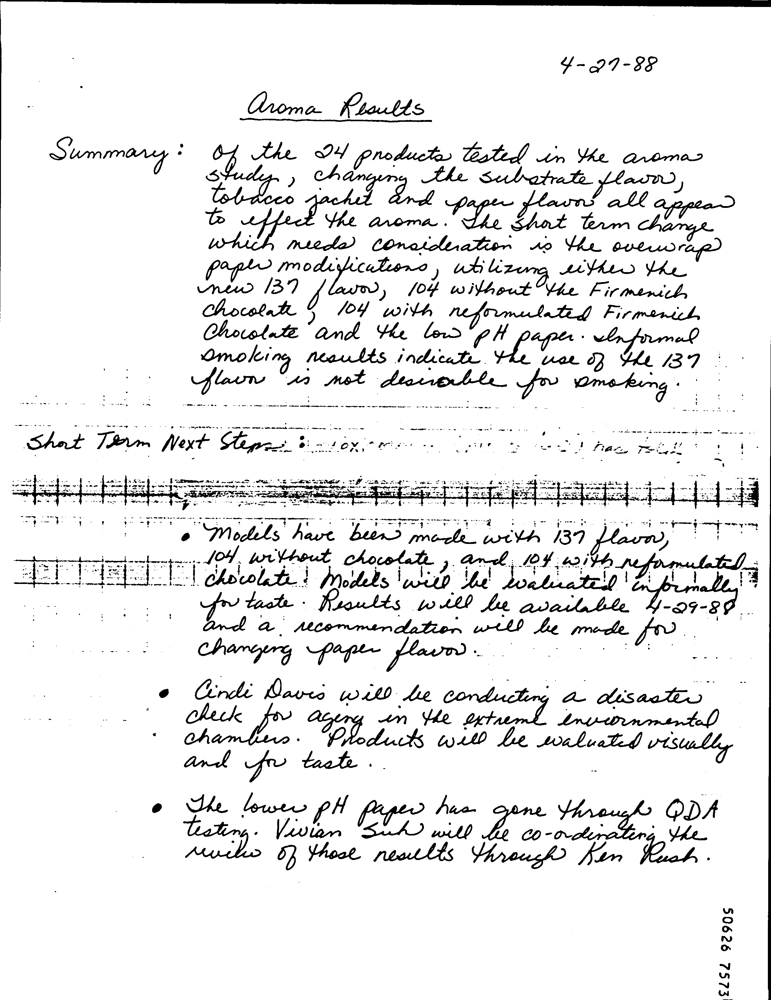 4-27-88
Aroma Results
Summary: Of the 24 products tested in the aroma
study, changing the substrate flavor,
tobacco jacket and paper flavor all appear
to effect the aroma. The short term change
which needs consideration is the overwrap
paper modifications, utilizing either the
new 137 flavor, 104 without the Firmenich
chocolate, 104 with reformulated Firmenich
Chocolate and the low pH paper. Informal
smoking results indicate the use of the 137
flavor is not desirable for smoking.
Short Term Next Steps:
• Models have been made with 137 flavor,
104 without chocolate, and 104 with reformulated
chocolate. Models will be evaluated informally
for taste. Results will be available 4-29-88
and a recommendation will be made for
changing paper flavor.
• Cindi Davis will be conducting a disaster
check for aging in the extreme enviornmental
chambers. Products will be evaluated visually
and for taste.
• The lower pH paper has gone through QDA
testing. Vivian Suh will be co-ordinating the
review of those results through Ken Rush.
50626 7573